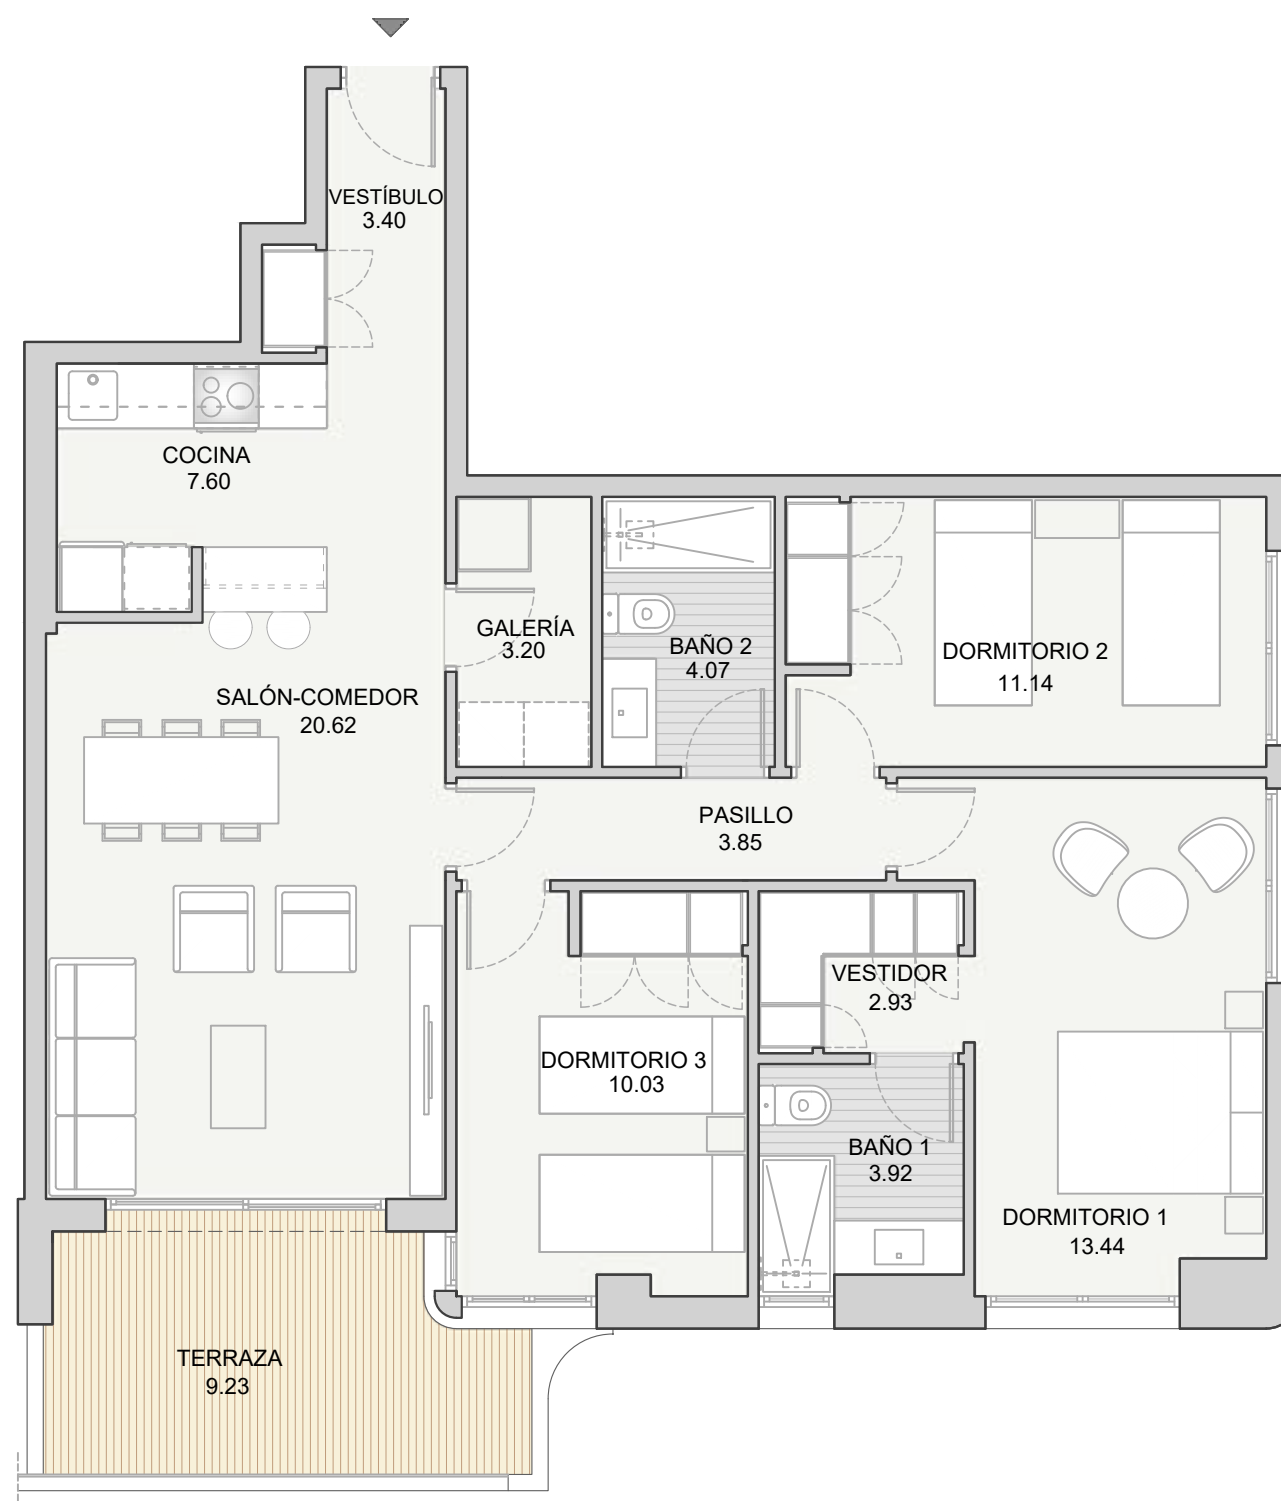 VESTÍBULO
3.40
COCINA
7.60
GALERÍA
3.20
BAÑO 2
4.07
DORMITORIO 2
11.14
SALÓN-COMEDOR
20.62
PASILLO
3.85
VESTIDOR
2.93
DORMITORIO 3
10.03
BAÑO 1
3.92
DORMITORIO 1
13.44
TERRAZA
9.23